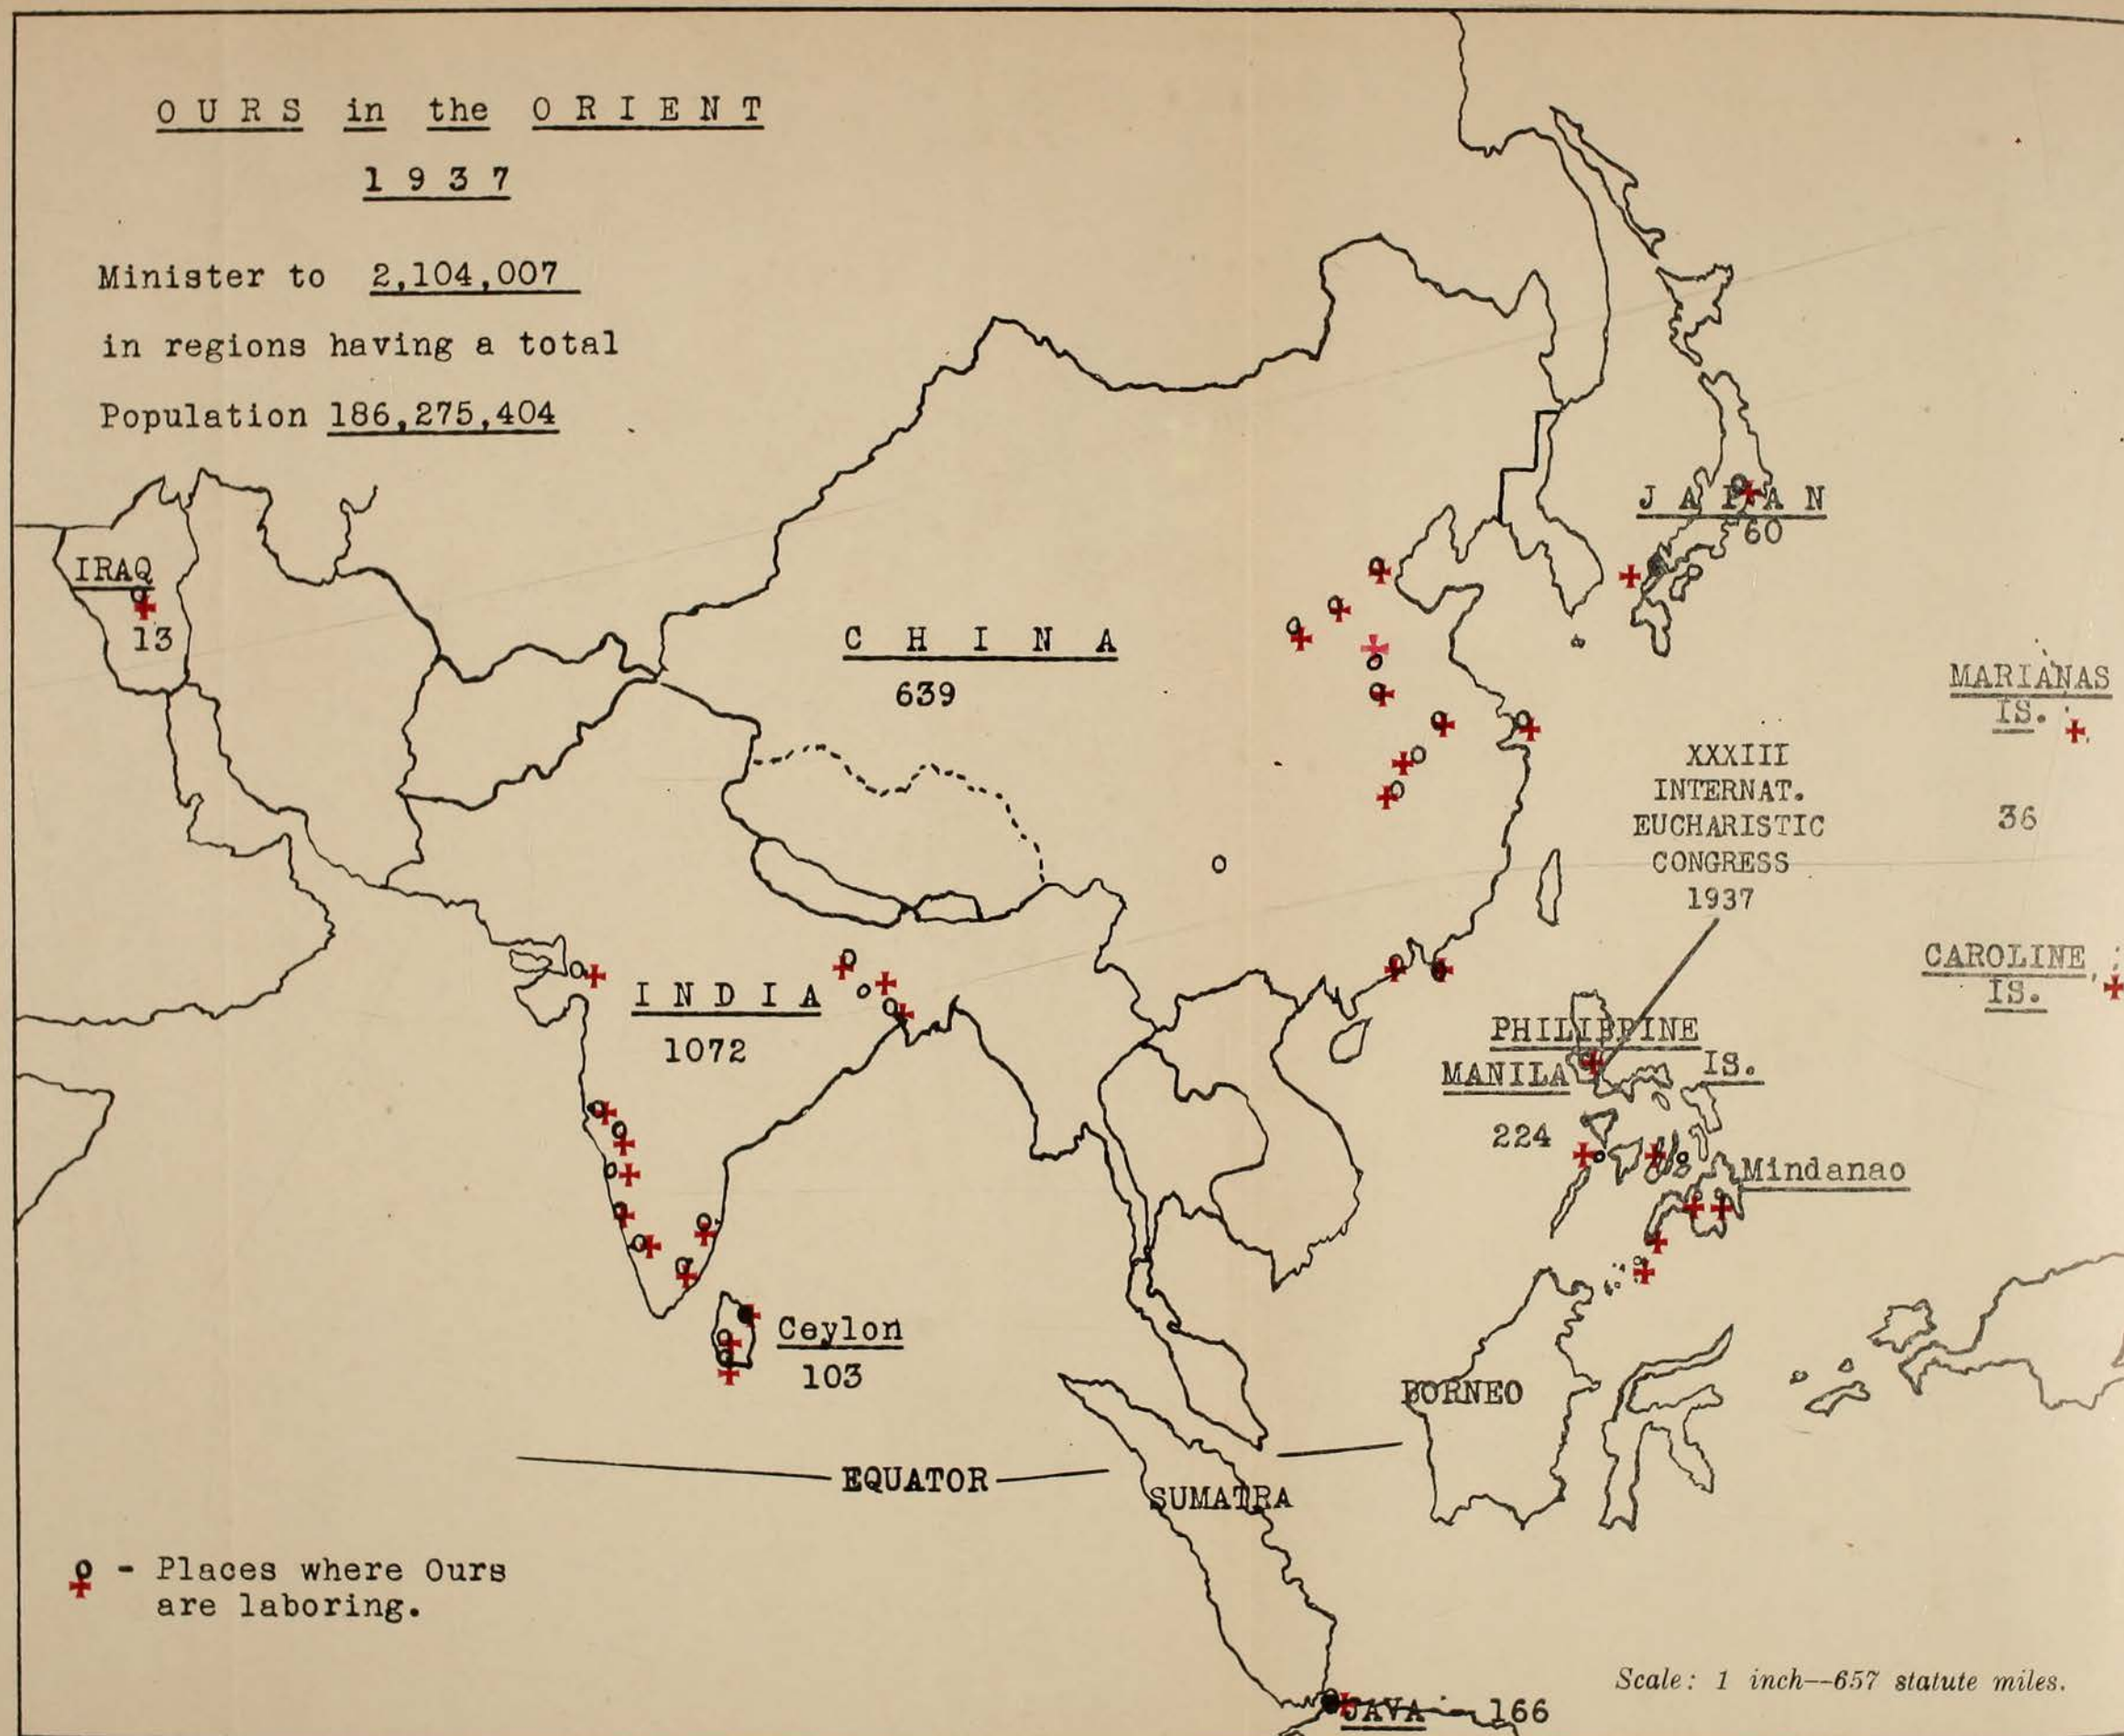 OURS in the ORIENT
1937
Minister to 2,104,007
in regions having a total
Population 186,275,404
IRAQ
13
CHINA
639
JAPAN
60
MARIANAS
IS.
36
XXXIII
INTERNAT.
EUCHARISTIC
CONGRESS
1937
CAROLINE
IS.
INDIA
1072
PHILIPPINE
IS.
MANILA
224
Mindanao
Ceylon
103
BORNEO
EQUATOR
SUMATRA
- Places where Ours
are laboring.
Scale: 1 inch--657 statute miles.
JAVA 166